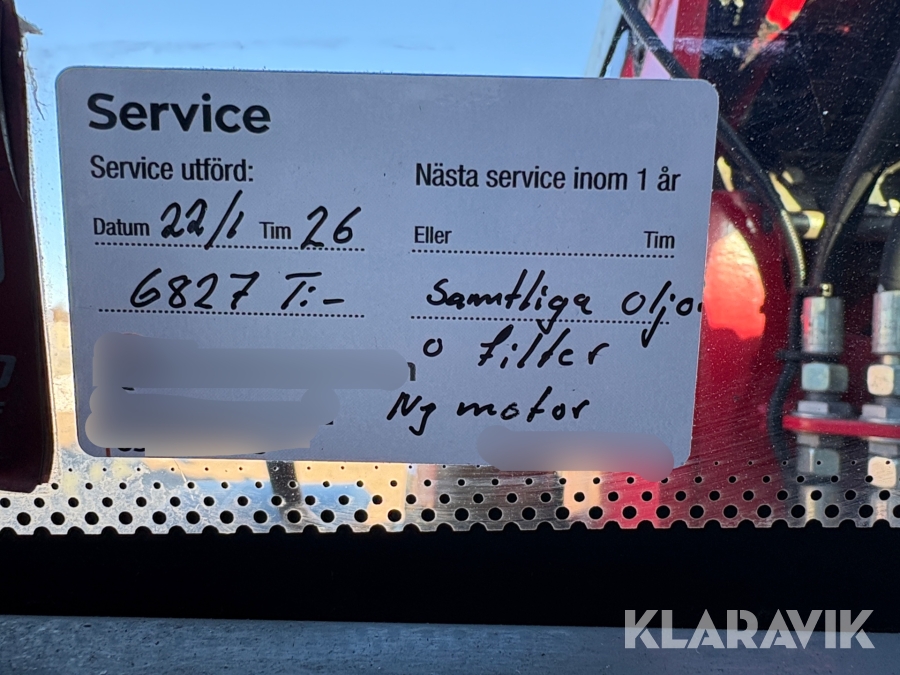 Service
Service utförd:
Nästa service inom 1 år
Datum 22/1 Tim 26
Eller Tim
6827 T:-
Samtliga oljo
o filter
Ny motor
KLARAVIK